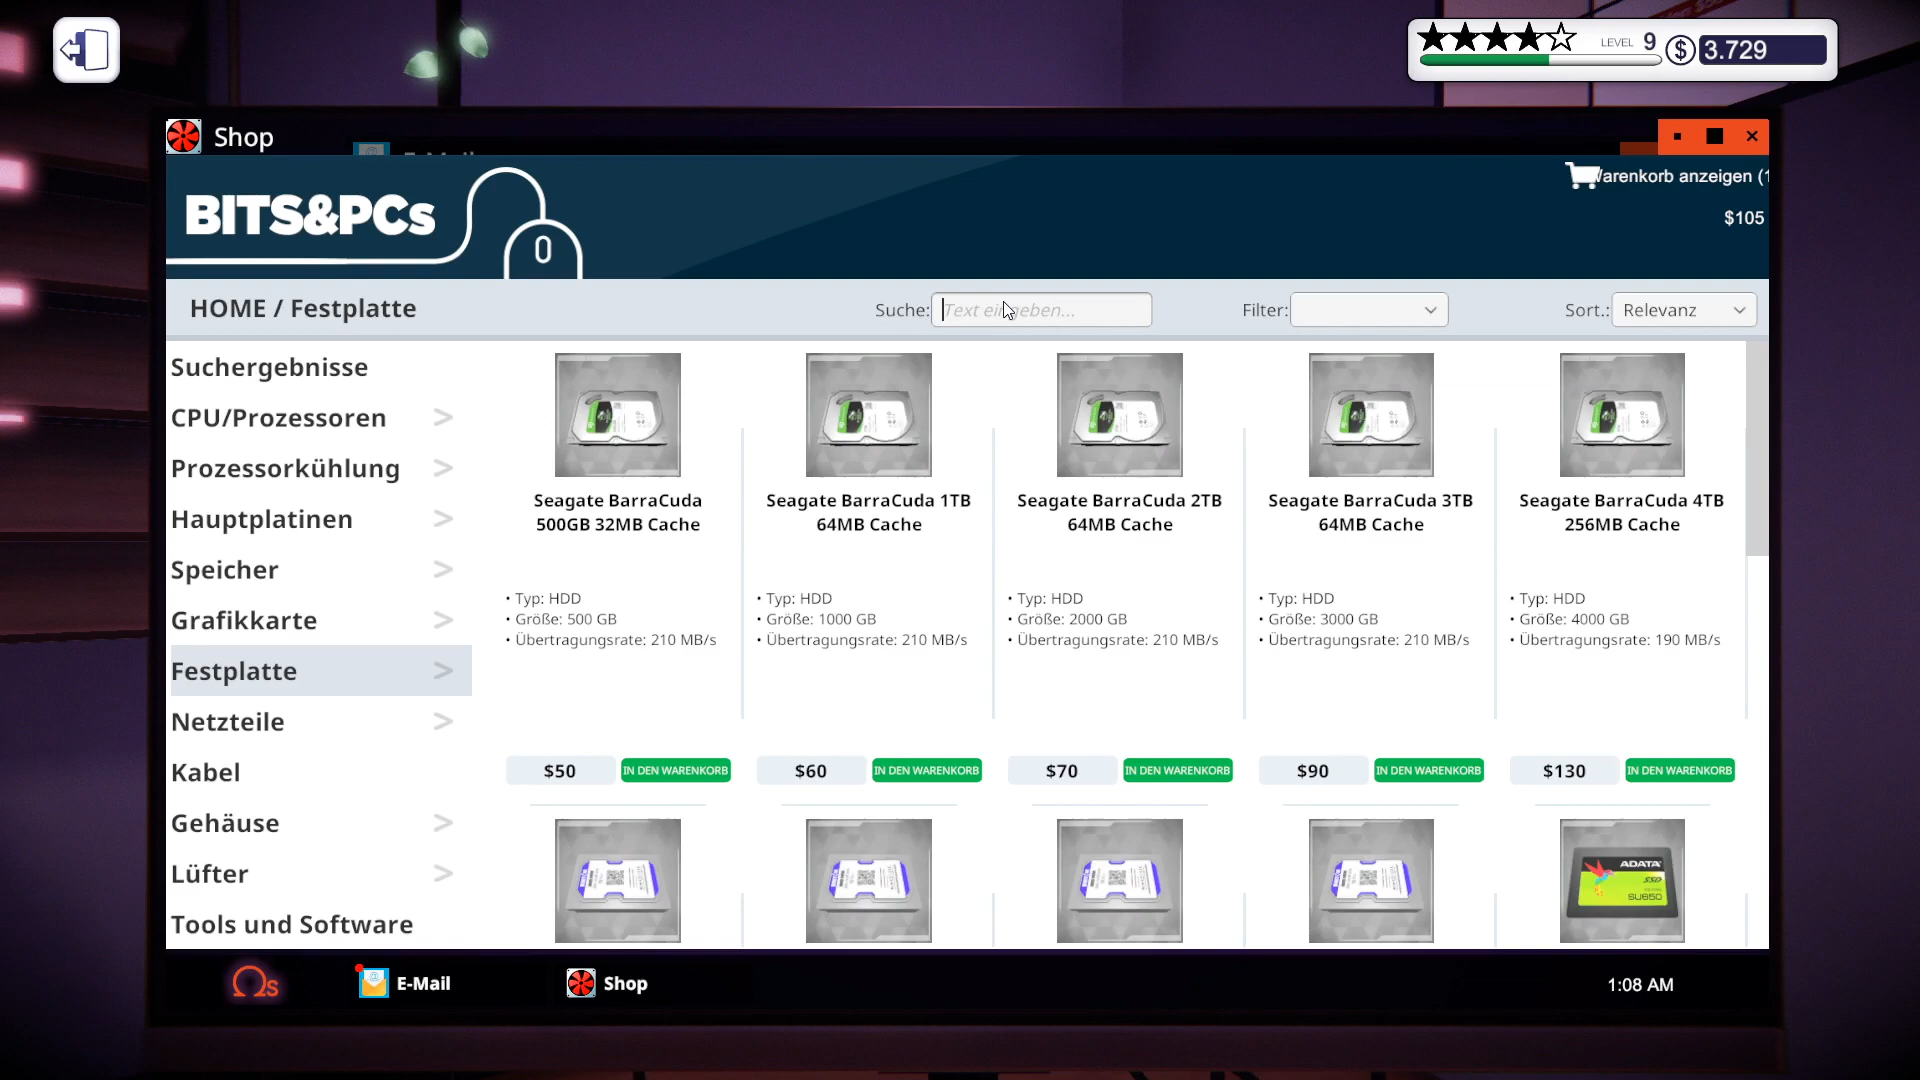 LEVEL 9
$ 3.729
Shop
arenkorb anzeigen (1
BITS&PCs
$105
HOME / Festplatte
Suche: Text eingeben...
Filter:
Sort.: Relevanz
Suchergebnisse
CPU/Prozessoren >
Prozessorkühlung >
Hauptplatinen >
Speicher >
Grafikkarte >
Festplatte >
Netzteile >
Kabel
Gehäuse >
Lüfter >
Tools und Software
Seagate BarraCuda
500GB 32MB Cache
• Typ: HDD
• Größe: 500 GB
• Übertragungsrate: 210 MB/s
$50 IN DEN WARENKORB
Seagate BarraCuda 1TB
64MB Cache
• Typ: HDD
• Größe: 1000 GB
• Übertragungsrate: 210 MB/s
$60 IN DEN WARENKORB
Seagate BarraCuda 2TB
64MB Cache
• Typ: HDD
• Größe: 2000 GB
• Übertragungsrate: 210 MB/s
$70 IN DEN WARENKORB
Seagate BarraCuda 3TB
64MB Cache
• Typ: HDD
• Größe: 3000 GB
• Übertragungsrate: 210 MB/s
$90 IN DEN WARENKORB
Seagate BarraCuda 4TB
256MB Cache
• Typ: HDD
• Größe: 4000 GB
• Übertragungsrate: 190 MB/s
$130 IN DEN WARENKORB
ADATA
SSD
SU650
Ωs
E-Mail
Shop
1:08 AM